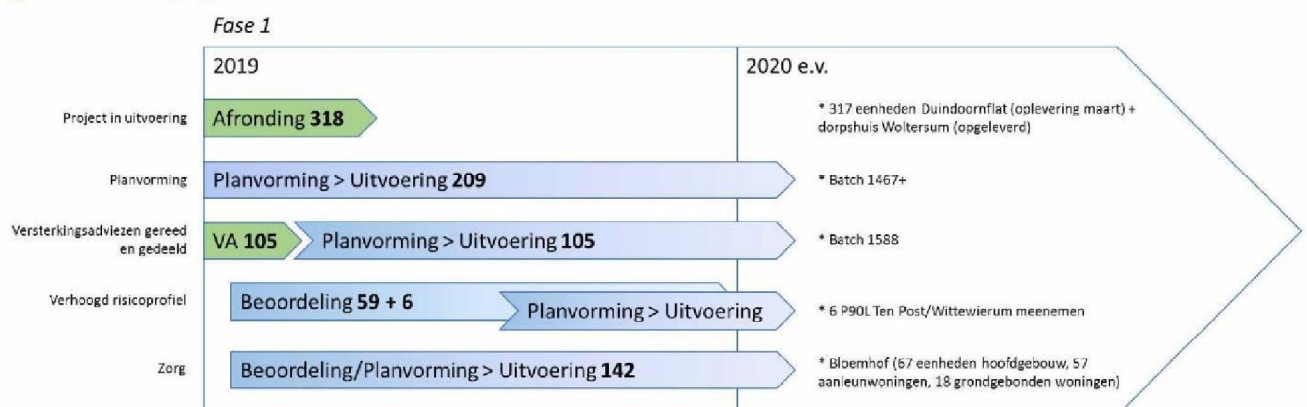 Fase 1
2019
2020 e.v.
Project in uitvoering
Afronding 318
* 317 eenheden Duindoornflat (oplevering maart) +
dorpshuis Woltersum (opgeleverd)
Planvorming
Planvorming > Uitvoering 209
* Batch 1467+
Versterkingsadviezen gereed
en gedeeld
VA 105
Planvorming > Uitvoering 105
* Batch 1588
Verhoogd risicoprofiel
Beoordeling 59 + 6
Planvorming > Uitvoering
* 6 P90L Ten Post/Wittewierum meenemen
Zorg
Beoordeling/Planvorming > Uitvoering 142
* Bloemhof (67 eenheden hoofdgebouw, 57
aanleunwoningen, 18 grondgebonden woningen)